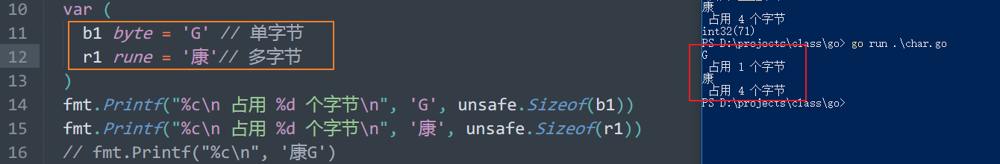 10 var (
11 b1 byte = 'G' // 单字节
12 r1 rune = '康'// 多字节
13 )
14 fmt.Printf("%c\n 占用 %d 个字节\n", 'G', unsafe.Sizeof(b1))
15 fmt.Printf("%c\n 占用 %d 个字节\n", '康', unsafe.Sizeof(r1))
16 // fmt.Printf("%c\n", '康G')
康
占用 4 个字节
int32(71)
PS D:\projects\class\go> go run .\char.go
G
占用 1 个字节
康
占用 4 个字节
PS D:\projects\class\go>